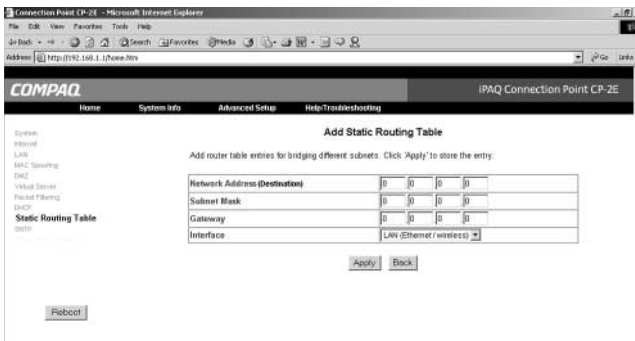 Connection Point CP-2E - Microsoft Internet Explorer
File Edit View Favorites Tools Help
Back Search Favorites Media
Address http://192.168.1.1/home.htm Go Links
COMPAQ iPAQ Connection Point CP-2E
Home System Info Advanced Setup Help/Troubleshooting
System
Internet
LAN
MAC Spoofing
DMZ
Virtual Server
Packet Filtering
DHCP
Static Routing Table
SNTP
Add Static Routing Table
Add router table entries for bridging different subnets. Click 'Apply' to store the entry.
Network Address (Destination) 0 0 0 0
Subnet Mask 0 0 0 0
Gateway 0 0 0 0
Interface LAN (Ethernet / wireless)
Apply Back
Reboot